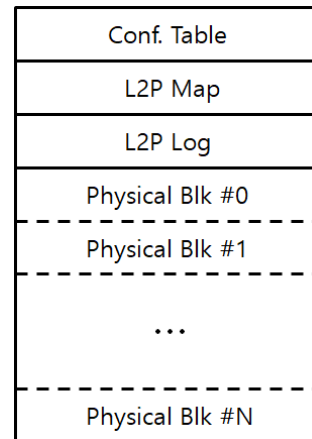 Conf. Table
L2P Map
L2P Log
Physical Blk #0
Physical Blk #1
...
Physical Blk #N